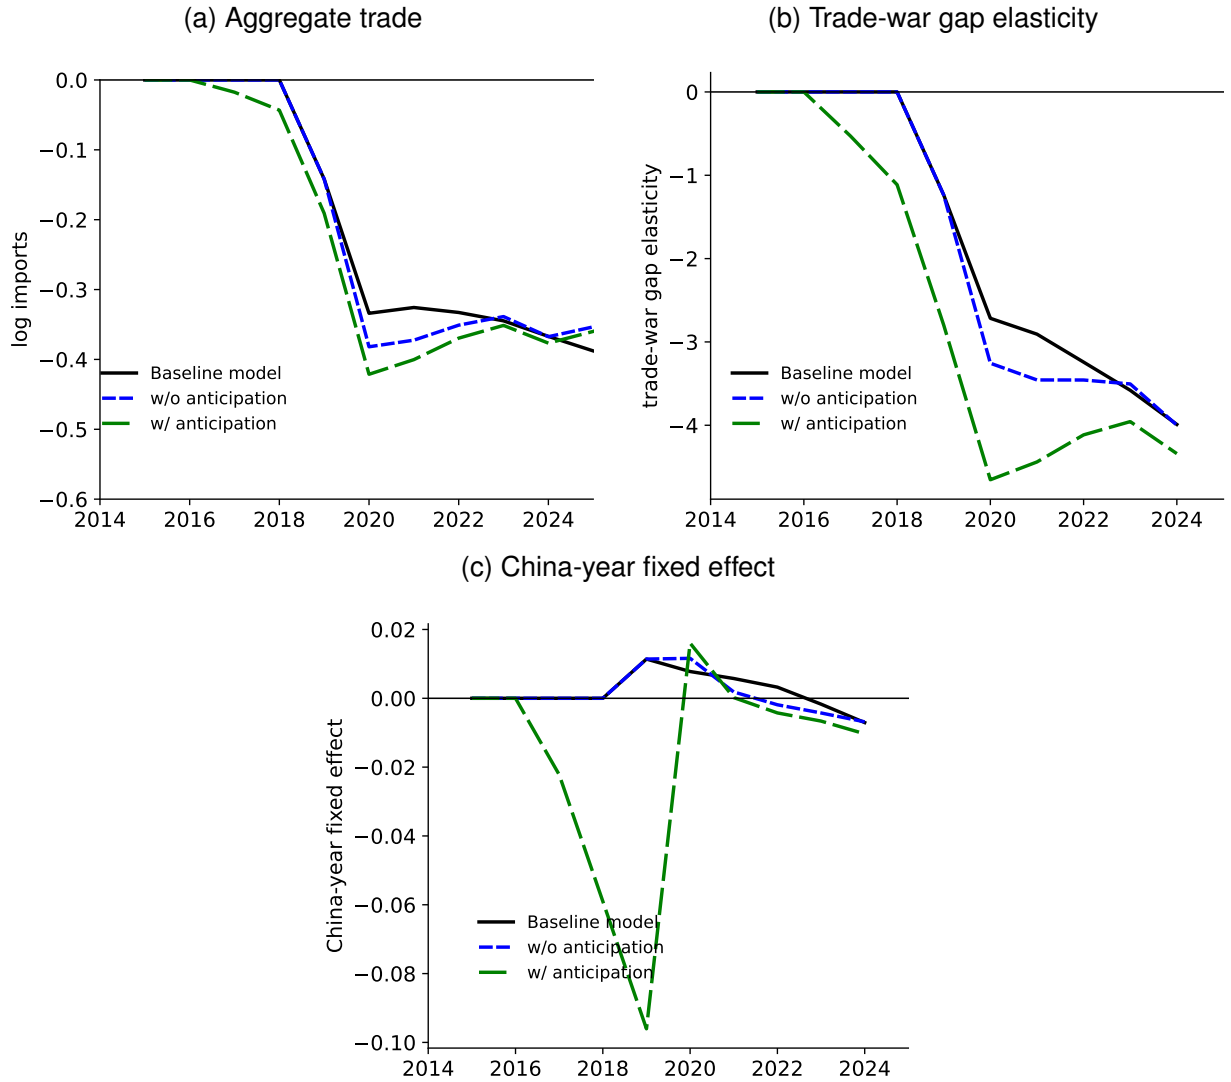 (a) Aggregate trade
(b) Trade-war gap elasticity
0.0
−0.1
−0.2
−0.3
−0.4
−0.5
−0.6
log imports
Baseline model
w/o anticipation
w/ anticipation
2014 2016 2018 2020 2022 2024
0
−1
−2
−3
−4
trade-war gap elasticity
Baseline model
w/o anticipation
w/ anticipation
2014 2016 2018 2020 2022 2024
(c) China-year fixed effect
0.02
0.00
−0.02
−0.04
−0.06
−0.08
−0.10
China-year fixed effect
Baseline model
w/o anticipation
w/ anticipation
2014 2016 2018 2020 2022 2024